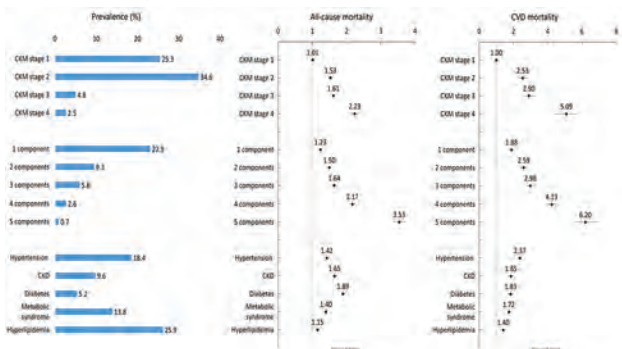 Prevalence (%)
0 10 20 30 40
CKM stage 1 25.3
CKM stage 2 34.6
CKM stage 3 4.8
CKM stage 4 2.5
1 component 22.5
2 components 9.3
3 components 5.8
4 components 2.6
5 components 0.7
Hypertension 18.4
CKD 9.6
Diabetes 5.2
Metabolic
syndrome 13.8
Hyperlipidemia 25.9
All-cause mortality
0 1 2 3 4
CKM stage 1 1.01
CKM stage 2 1.53
CKM stage 3 1.61
CKM stage 4 2.23
1 component 1.23
2 components 1.50
3 components 1.64
4 components 2.17
5 components 3.53
Hypertension 1.42
CKD 1.65
Diabetes 1.89
Metabolic
syndrome 1.40
Hyperlipidemia 1.15
CVD mortality
0 2 4 6 8
CKM stage 1 1.00
CKM stage 2 2.53
CKM stage 3 2.90
CKM stage 4 5.09
1 component 1.88
2 components 2.59
3 components 2.98
4 components 4.23
5 components 6.20
Hypertension 2.37
CKD 1.85
Diabetes 1.83
Metabolic
syndrome 1.72
Hyperlipidemia 1.40